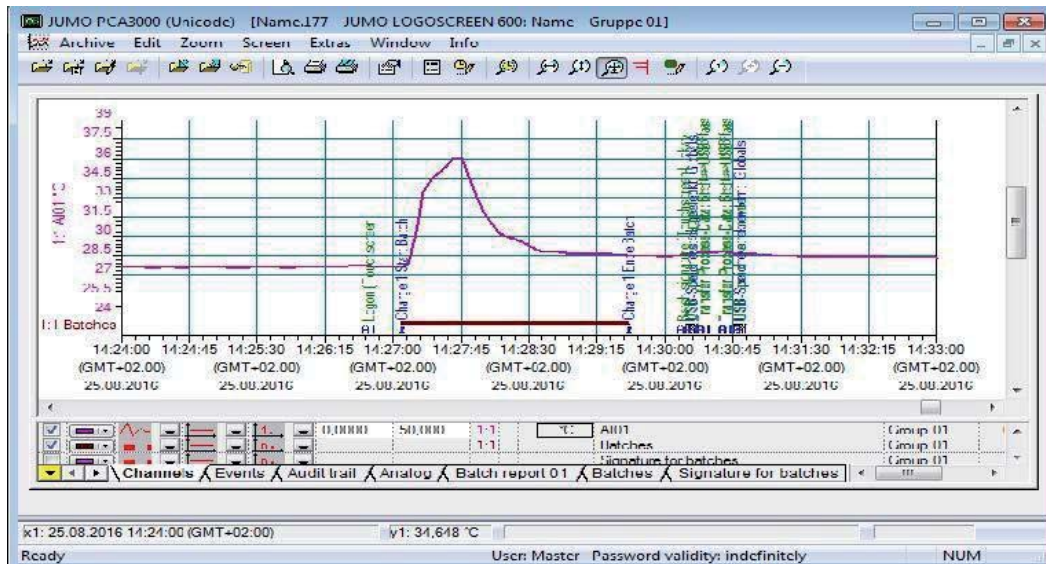 JUMO PCA3000 (Unicode) [Name.177 JUMO LOGOSCREEN 600: Name Gruppe 01]
Archive Edit Zoom Screen Extras Window Info
39
37.5
36
34.5
33
31.5
30
28.5
27
25.5
24
1:1 AI01 °C
1:1 Batches
Charge 1 Start Batch
Charge 1 Ende Batch
14:24:00 14:24:45 14:25:30 14:26:15 14:27:00 14:27:45 14:28:30 14:29:15 14:30:00 14:30:45 14:31:30 14:32:15 14:33:00
(GMT+02.00) (GMT+02.00) (GMT+02.00) (GMT+02.00) (GMT+02.00) (GMT+02.00) (GMT+02.00)
25.08.2016 25.08.2016 25.08.2016 25.08.2016 25.08.2016 25.08.2016 25.08.2016
0,0000 50,000 1:1 °C AI01 Group 01
1:1 Batches Group 01
Signature for batches Group 01
Channels Events Audit trail Analog Batch report 01 Batches Signature for batches
x1: 25.08.2016 14:24:00 (GMT+02:00) y1: 34,648 °C
Ready User: Master Password validity: indefinitely NUM